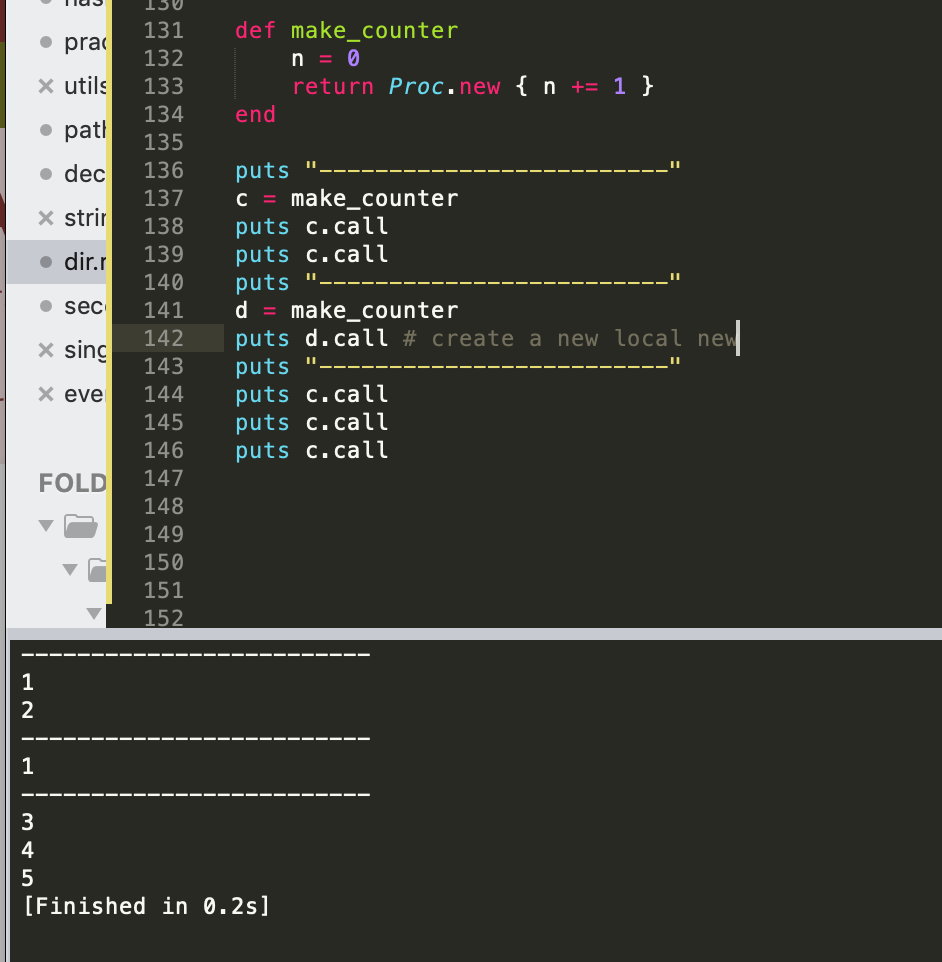 130
131 def make_counter
132 n = 0
133 return Proc.new { n += 1 }
134 end
135
136 puts "-------------------------"
137 c = make_counter
138 puts c.call
139 puts c.call
140 puts "-------------------------"
141 d = make_counter
142 puts d.call # create a new local new
143 puts "-------------------------"
144 puts c.call
145 puts c.call
146 puts c.call
147
148
149
150
151
152
utils
path
dec
strin
dir.r
sec
sing
eve
FOLD
-------------------------
1
2
-------------------------
1
-------------------------
3
4
5
[Finished in 0.2s]